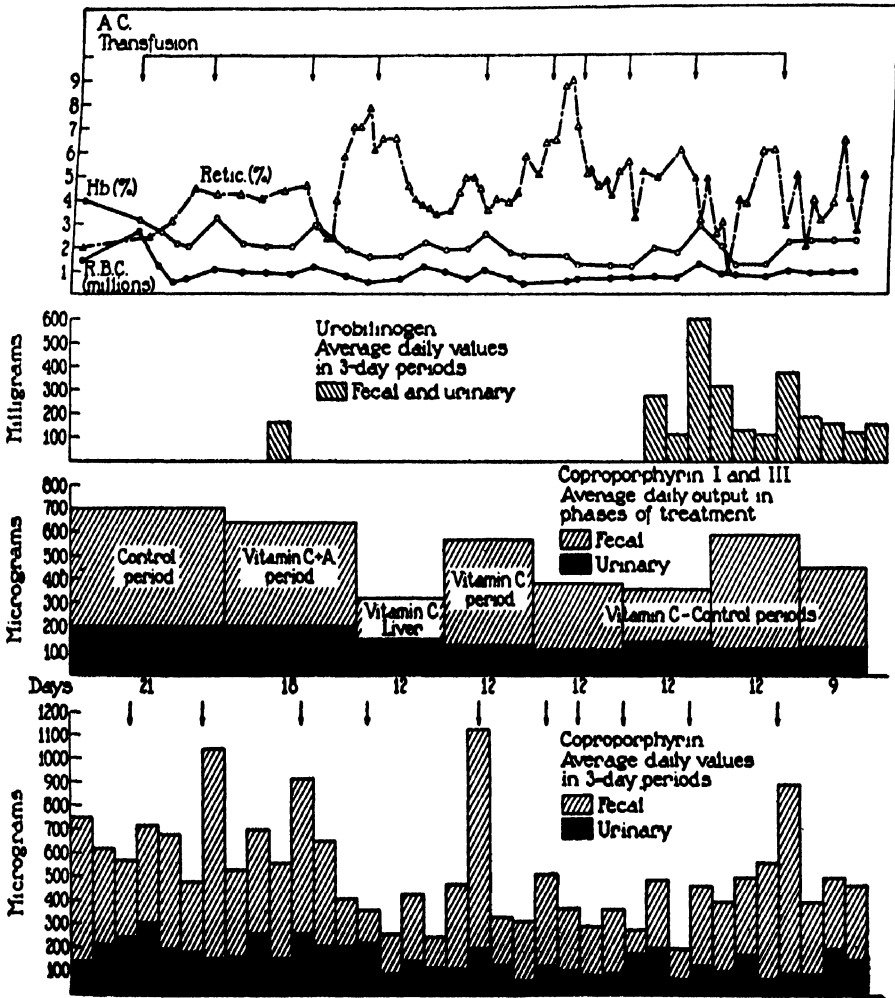 A C.
Transfusion
9
8
7
6
5
4
3
2
1
Hb (%)
Retic. (%)
R.B.C.
(millions)
Milligrams
600
500
400
300
200
100
Urobilinogen
Average daily values
in 3-day periods
Fecal and urinary
Micrograms
800
700
600
500
400
300
200
100
Coproporphyrin I and III
Average daily output in
phases of treatment
Fecal
Urinary
Control
period
Vitamin C+A
period
Vitamin C
Liver
Vitamin C
period
Vitamin C-Control periods
Days 21 18 12 12 12 12 12 9
Micrograms
1200
1100
1000
900
800
700
600
500
400
300
200
100
Coproporphyrin
Average daily values
in 3-day periods
Fecal
Urinary